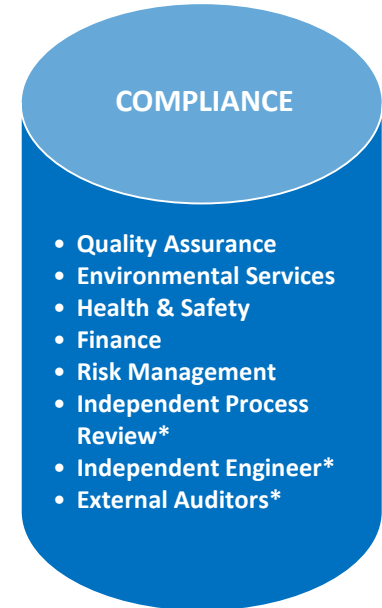 COMPLIANCE
• Quality Assurance
• Environmental Services
• Health & Safety
• Finance
• Risk Management
• Independent Process
Review*
• Independent Engineer*
• External Auditors*